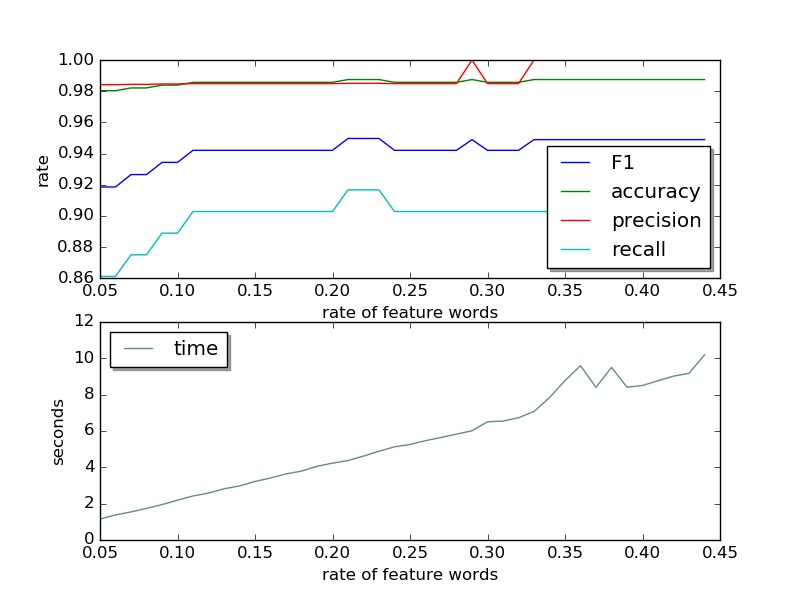 1.00
0.98
0.96
0.94
0.92
0.90
0.88
0.86
rate
F1
accuracy
precision
recall
0.05 0.10 0.15 0.20 0.25 0.30 0.35 0.40 0.45
rate of feature words
12
10
8
6
4
2
0
seconds
time
0.05 0.10 0.15 0.20 0.25 0.30 0.35 0.40 0.45
rate of feature words